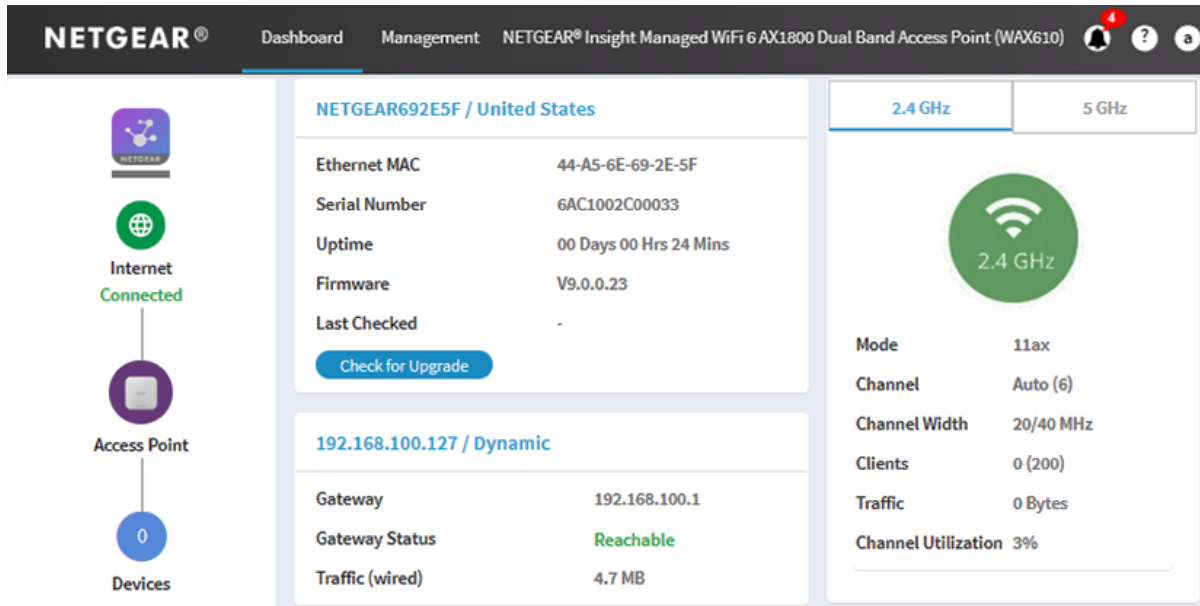 NETGEAR® Dashboard Management NETGEAR® Insight Managed WiFi 6 AX1800 Dual Band Access Point (WAX610) 4 ? a
NETGEAR
Internet
Connected
Access Point
0
Devices
NETGEAR692E5F / United States
Ethernet MAC 44-A5-6E-69-2E-5F
Serial Number 6AC1002C00033
Uptime 00 Days 00 Hrs 24 Mins
Firmware V9.0.0.23
Last Checked -
Check for Upgrade
192.168.100.127 / Dynamic
Gateway 192.168.100.1
Gateway Status Reachable
Traffic (wired) 4.7 MB
2.4 GHz 5 GHz
2.4 GHz
Mode 11ax
Channel Auto (6)
Channel Width 20/40 MHz
Clients 0 (200)
Traffic 0 Bytes
Channel Utilization 3%